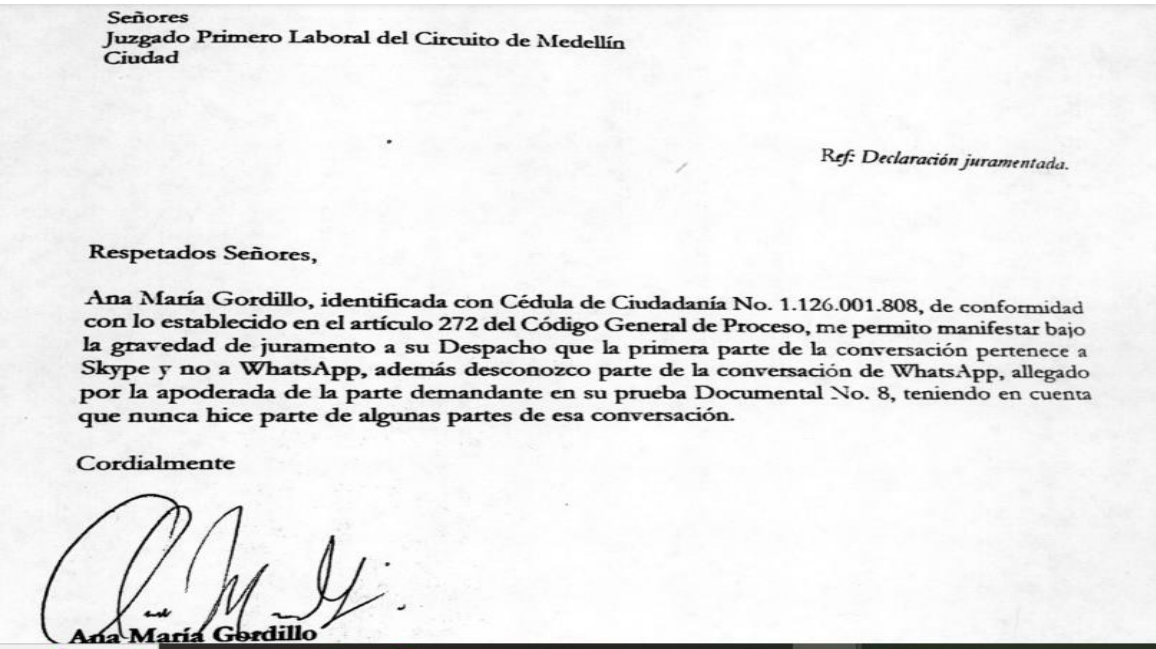 Señores
Juzgado Primero Laboral del Circuito de Medellín
Ciudad
Ref: Declaración juramentada.
Respetados Señores,
Ana María Gordillo, identificada con Cédula de Ciudadanía No. 1.126.001.808, de conformidad
con lo establecido en el artículo 272 del Código General de Proceso, me permito manifestar bajo
la gravedad de juramento a su Despacho que la primera parte de la conversación pertenece a
Skype y no a WhatsApp, además desconozco parte de la conversación de WhatsApp, allegado
por la apoderada de la parte demandante en su prueba Documental No. 8, teniendo en cuenta
que nunca hice parte de algunas partes de esa conversación.
Cordialmente
Ana María Gordillo